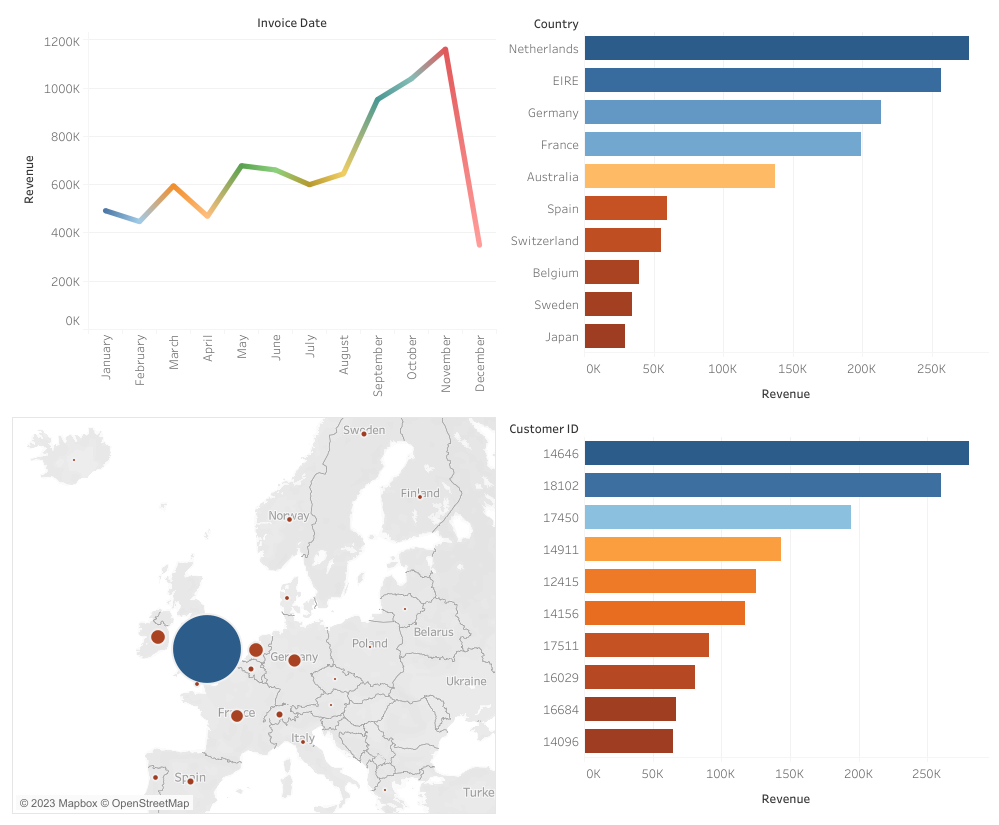 Invoice Date
Revenue
1200K
1000K
800K
600K
400K
200K
0K
January
February
March
April
May
June
July
August
September
October
November
December
Country
Netherlands
EIRE
Germany
France
Australia
Spain
Switzerland
Belgium
Sweden
Japan
0K 50K 100K 150K 200K 250K
Revenue
Sweden
Finland
Norway
Belarus
Poland
Germany
Ukraine
France
Italy
Spain
Turke
© 2023 Mapbox © OpenStreetMap
Customer ID
14646
18102
17450
14911
12415
14156
17511
16029
16684
14096
0K 50K 100K 150K 200K 250K
Revenue